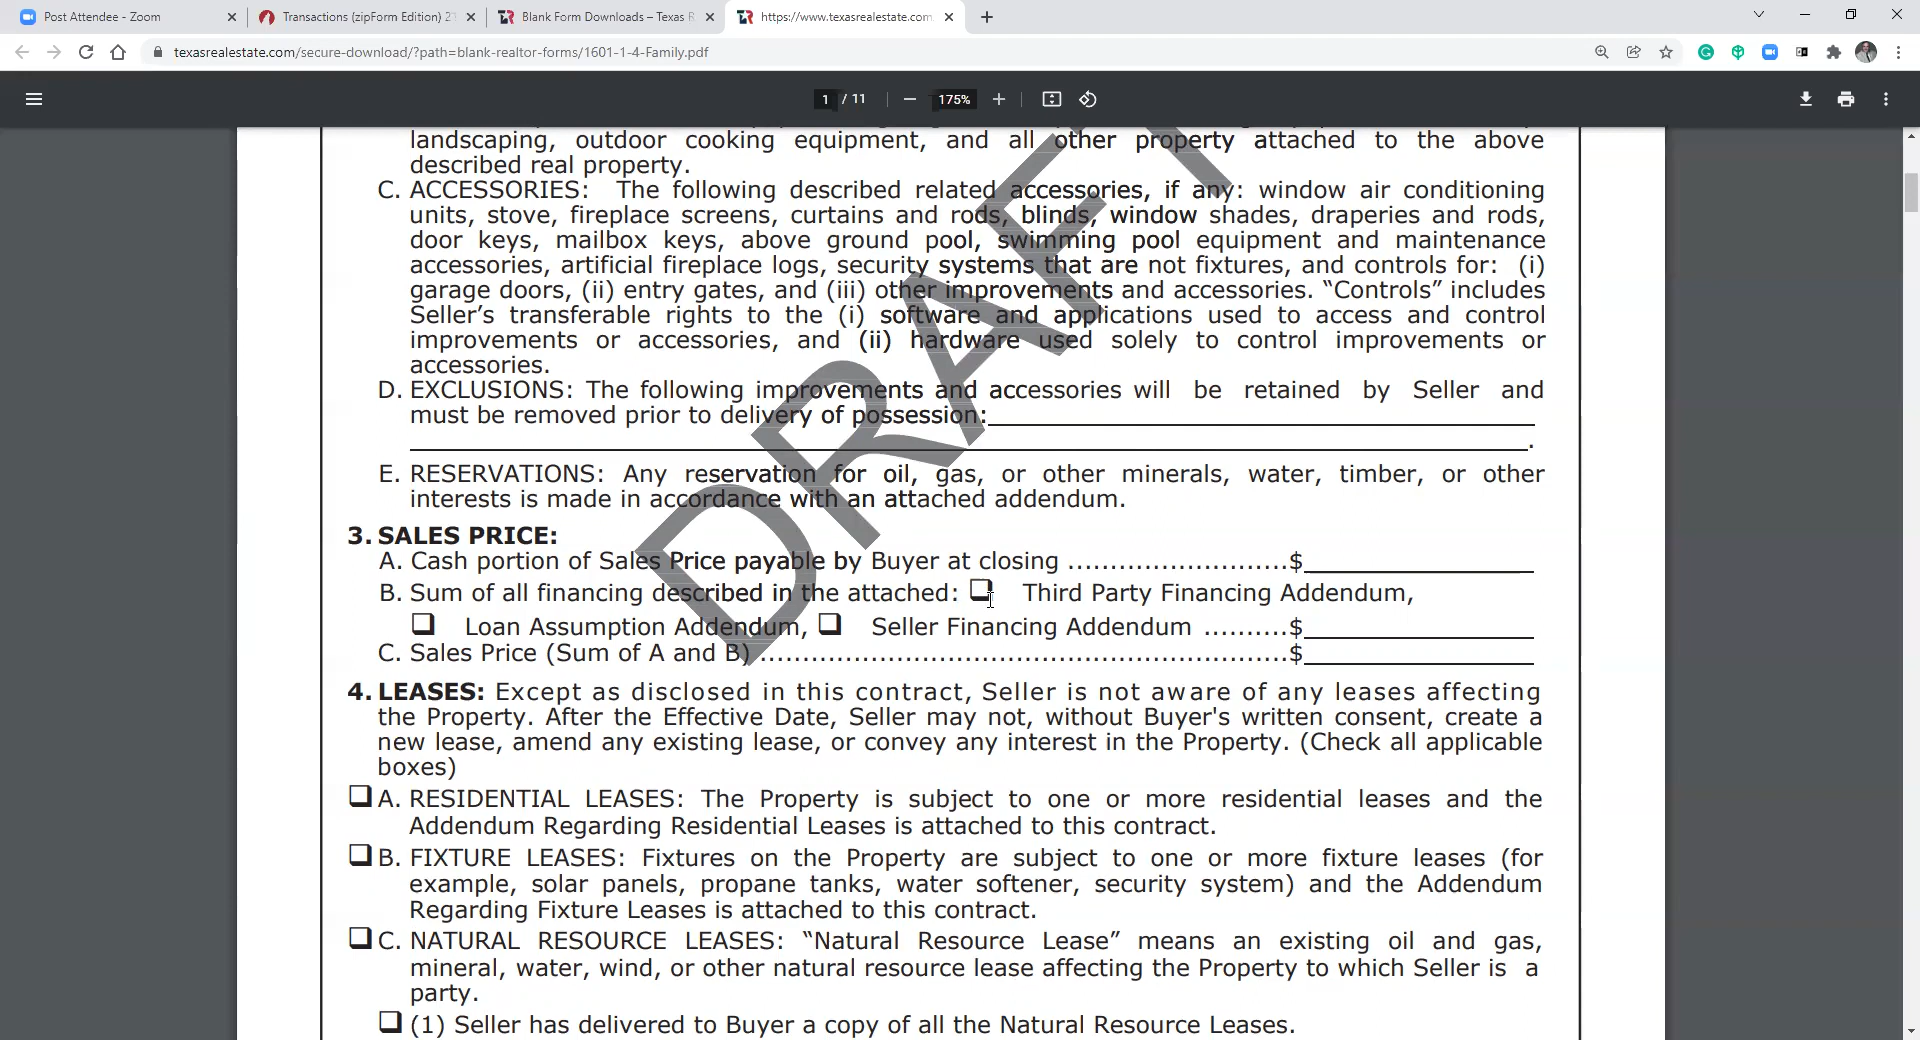 Post Attendee - Zoom
Transactions (zipForm Edition) 2
Blank Form Downloads – Texas R
https://www.texasrealestate.com
texasrealestate.com/secure-download/?path=blank-realtor-forms/1601-1-4-Family.pdf
1 / 11
175%
landscaping, outdoor cooking equipment, and all other property attached to the above
described real property.
C. ACCESSORIES: The following described related accessories, if any: window air conditioning
units, stove, fireplace screens, curtains and rods, blinds, window shades, draperies and rods,
door keys, mailbox keys, above ground pool, swimming pool equipment and maintenance
accessories, artificial fireplace logs, security systems that are not fixtures, and controls for: (i)
garage doors, (ii) entry gates, and (iii) other improvements and accessories. “Controls” includes
Seller’s transferable rights to the (i) software and applications used to access and control
improvements or accessories, and (ii) hardware used solely to control improvements or
accessories.
D. EXCLUSIONS: The following improvements and accessories will be retained by Seller and
must be removed prior to delivery of possession:
.
E. RESERVATIONS: Any reservation for oil, gas, or other minerals, water, timber, or other
interests is made in accordance with an attached addendum.
3. SALES PRICE:
A. Cash portion of Sales Price payable by Buyer at closing ..........................$
B. Sum of all financing described in the attached: ❑ Third Party Financing Addendum,
❑ Loan Assumption Addendum, ❑ Seller Financing Addendum ..........$
C. Sales Price (Sum of A and B) ......................................................$
4. LEASES: Except as disclosed in this contract, Seller is not aware of any leases affecting
the Property. After the Effective Date, Seller may not, without Buyer's written consent, create a
new lease, amend any existing lease, or convey any interest in the Property. (Check all applicable
boxes)
❑ A. RESIDENTIAL LEASES: The Property is subject to one or more residential leases and the
Addendum Regarding Residential Leases is attached to this contract.
❑ B. FIXTURE LEASES: Fixtures on the Property are subject to one or more fixture leases (for
example, solar panels, propane tanks, water softener, security system) and the Addendum
Regarding Fixture Leases is attached to this contract.
❑ C. NATURAL RESOURCE LEASES: “Natural Resource Lease” means an existing oil and gas,
mineral, water, wind, or other natural resource lease affecting the Property to which Seller is a
party.
❑ (1) Seller has delivered to Buyer a copy of all the Natural Resource Leases.
DRAFT